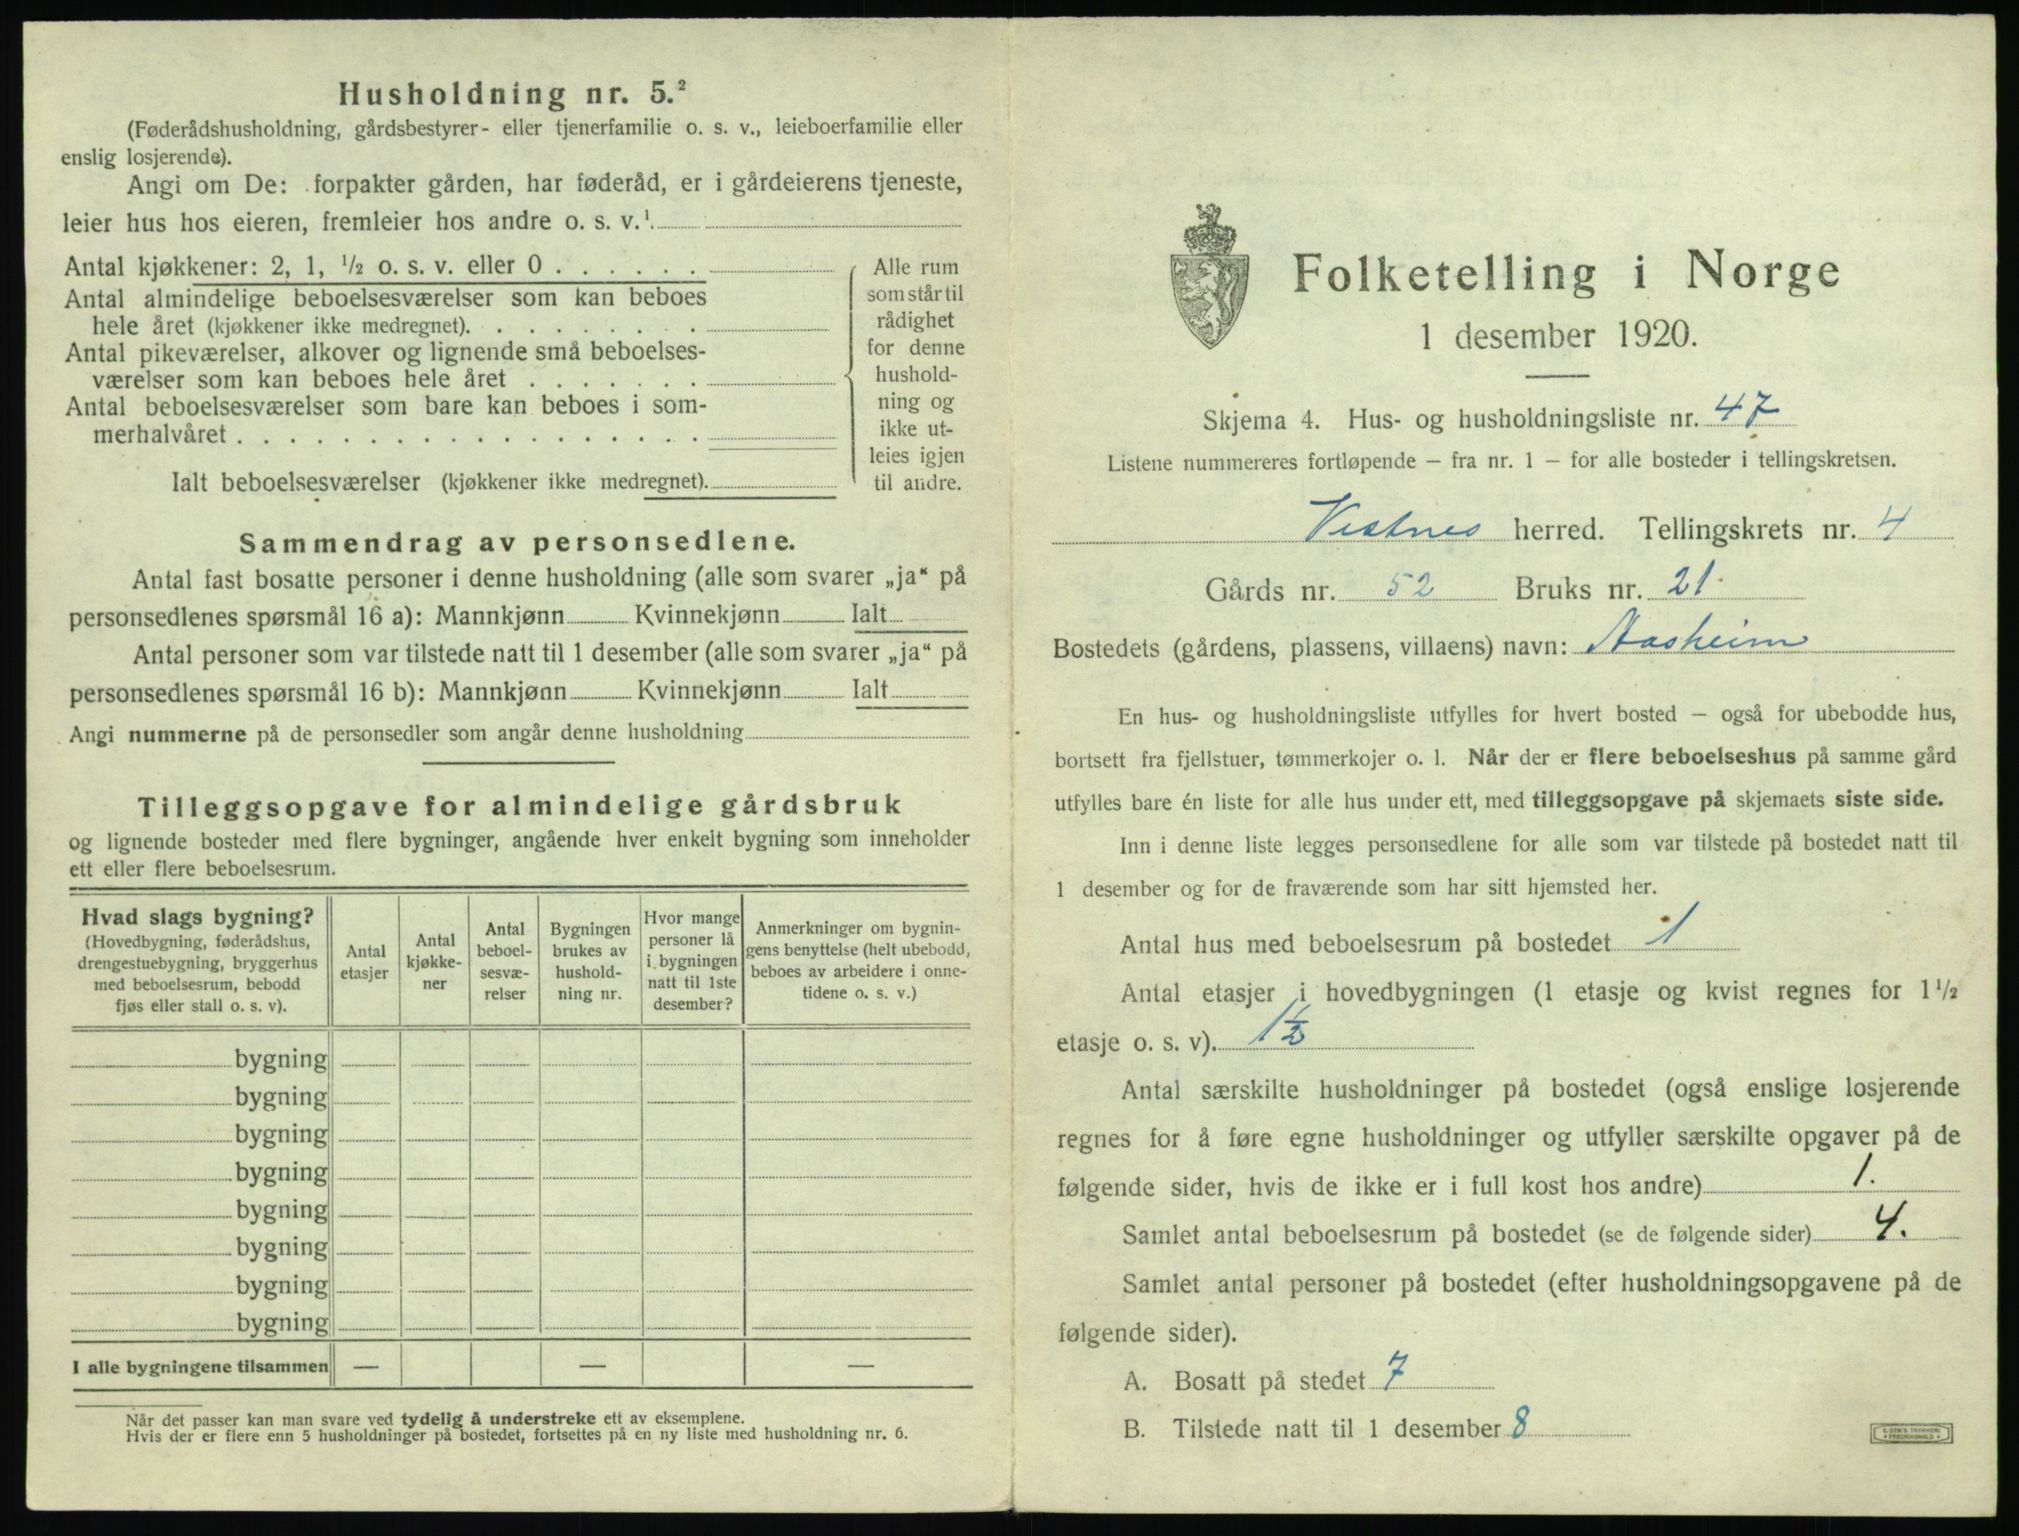 Husholdning nr. 5.²
(Føderådshusholdning, gårdsbestyrer- eller tjenerfamilie o. s. v., leieboerfamilie eller
enslig losjerende).
Angi om De: forpakter gården, har føderåd, er i gårdeierens tjeneste,
leier hus hos eieren, fremleier hos andre o. s. v.¹
Antal kjøkkener: 2, 1, ½ o. s. v. eller 0 . . . . . .
Antal almindelige beboelsesværelser som kan beboes
hele året (kjøkkener ikke medregnet). . . . . . . . .
Antal pikeværelser, alkover og lignende små beboelses-
værelser som kan beboes hele året . . . . . . .
Antal beboelsesværelser som bare kan beboes i som-
merhalvåret . . . . . . . . . . . . . . . . . .
Ialt beboelsesværelser (kjøkkener ikke medregnet).
Alle rum
som står til
rådighet
for denne
hushold-
ning og
ikke ut-
leies igjen
til andre.
Sammendrag av personsedlene.
Antal fast bosatte personer i denne husholdning (alle som svarer „ja“ på
personsedlenes spørsmål 16 a): Mannkjønn Kvinnekjønn Ialt
Antal personer som var tilstede natt til 1 desember (alle som svarer „ja“ på
personsedlenes spørsmål 16 b): Mannkjønn Kvinnekjønn Ialt
Angi nummerne på de personsedler som angår denne husholdning
Tilleggsopgave for almindelige gårdsbruk
og lignende bosteder med flere bygninger, angående hver enkelt bygning som inneholder
ett eller flere beboelsesrum.
Hvad slags bygning?
(Hovedbygning, føderådshus,
drengestuebygning, bryggerhus
med beboelsesrum, bebodd
fjøs eller stall o. s. v).
Antal
etasjer
Antal
kjøkke-
ner
Antal
beboel-
sesvæ-
relser
Bygningen
brukes av
hushold-
ning nr.
Hvor mange
personer lå
i bygningen
natt til 1ste
desember?
Anmerkninger om bygnin-
gens benyttelse (helt ubebodd,
beboes av arbeidere i onne-
tidene o. s. v.)
bygning
bygning
bygning
bygning
bygning
bygning
bygning
bygning
I alle bygningene tilsammen — — —
Når det passer kan man svare ved tydelig å understreke ett av eksemplene.
Hvis der er flere enn 5 husholdninger på bostedet, fortsettes på en ny liste med husholdning nr. 6.
Folketelling i Norge
1 desember 1920.
Skjema 4. Hus- og husholdningsliste nr. 47
Listene nummereres fortløpende – fra nr. 1 – for alle bosteder i tellingskretsen.
Vestnes herred. Tellingskrets nr. 4
Gårds nr. 52 Bruks nr. 21.
Bostedets (gårdens, plassens, villaens) navn: Aasheim
En hus- og husholdningsliste utfylles for hvert bosted – også for ubebodde hus,
bortsett fra fjellstuer, tømmerkojer o. l. Når der er flere beboelseshus på samme gård
utfylles bare én liste for alle hus under ett, med tilleggsopgave på skjemaets siste side.
Inn i denne liste legges personsedlene for alle som var tilstede på bostedet natt til
1 desember og for de fraværende som har sitt hjemsted her.
Antal hus med beboelsesrum på bostedet 1
Antal etasjer i hovedbygningen (1 etasje og kvist regnes for 1½
etasje o. s. v). 1½
Antal særskilte husholdninger på bostedet (også enslige losjerende
regnes for å føre egne husholdninger og utfyller særskilte opgaver på de
følgende sider, hvis de ikke er i full kost hos andre) 1.
Samlet antal beboelsesrum på bostedet (se de følgende sider) 4.
Samlet antal personer på bostedet (efter husholdningsopgavene på de
følgende sider).
A. Bosatt på stedet 7
B. Tilstede natt til 1 desember 8